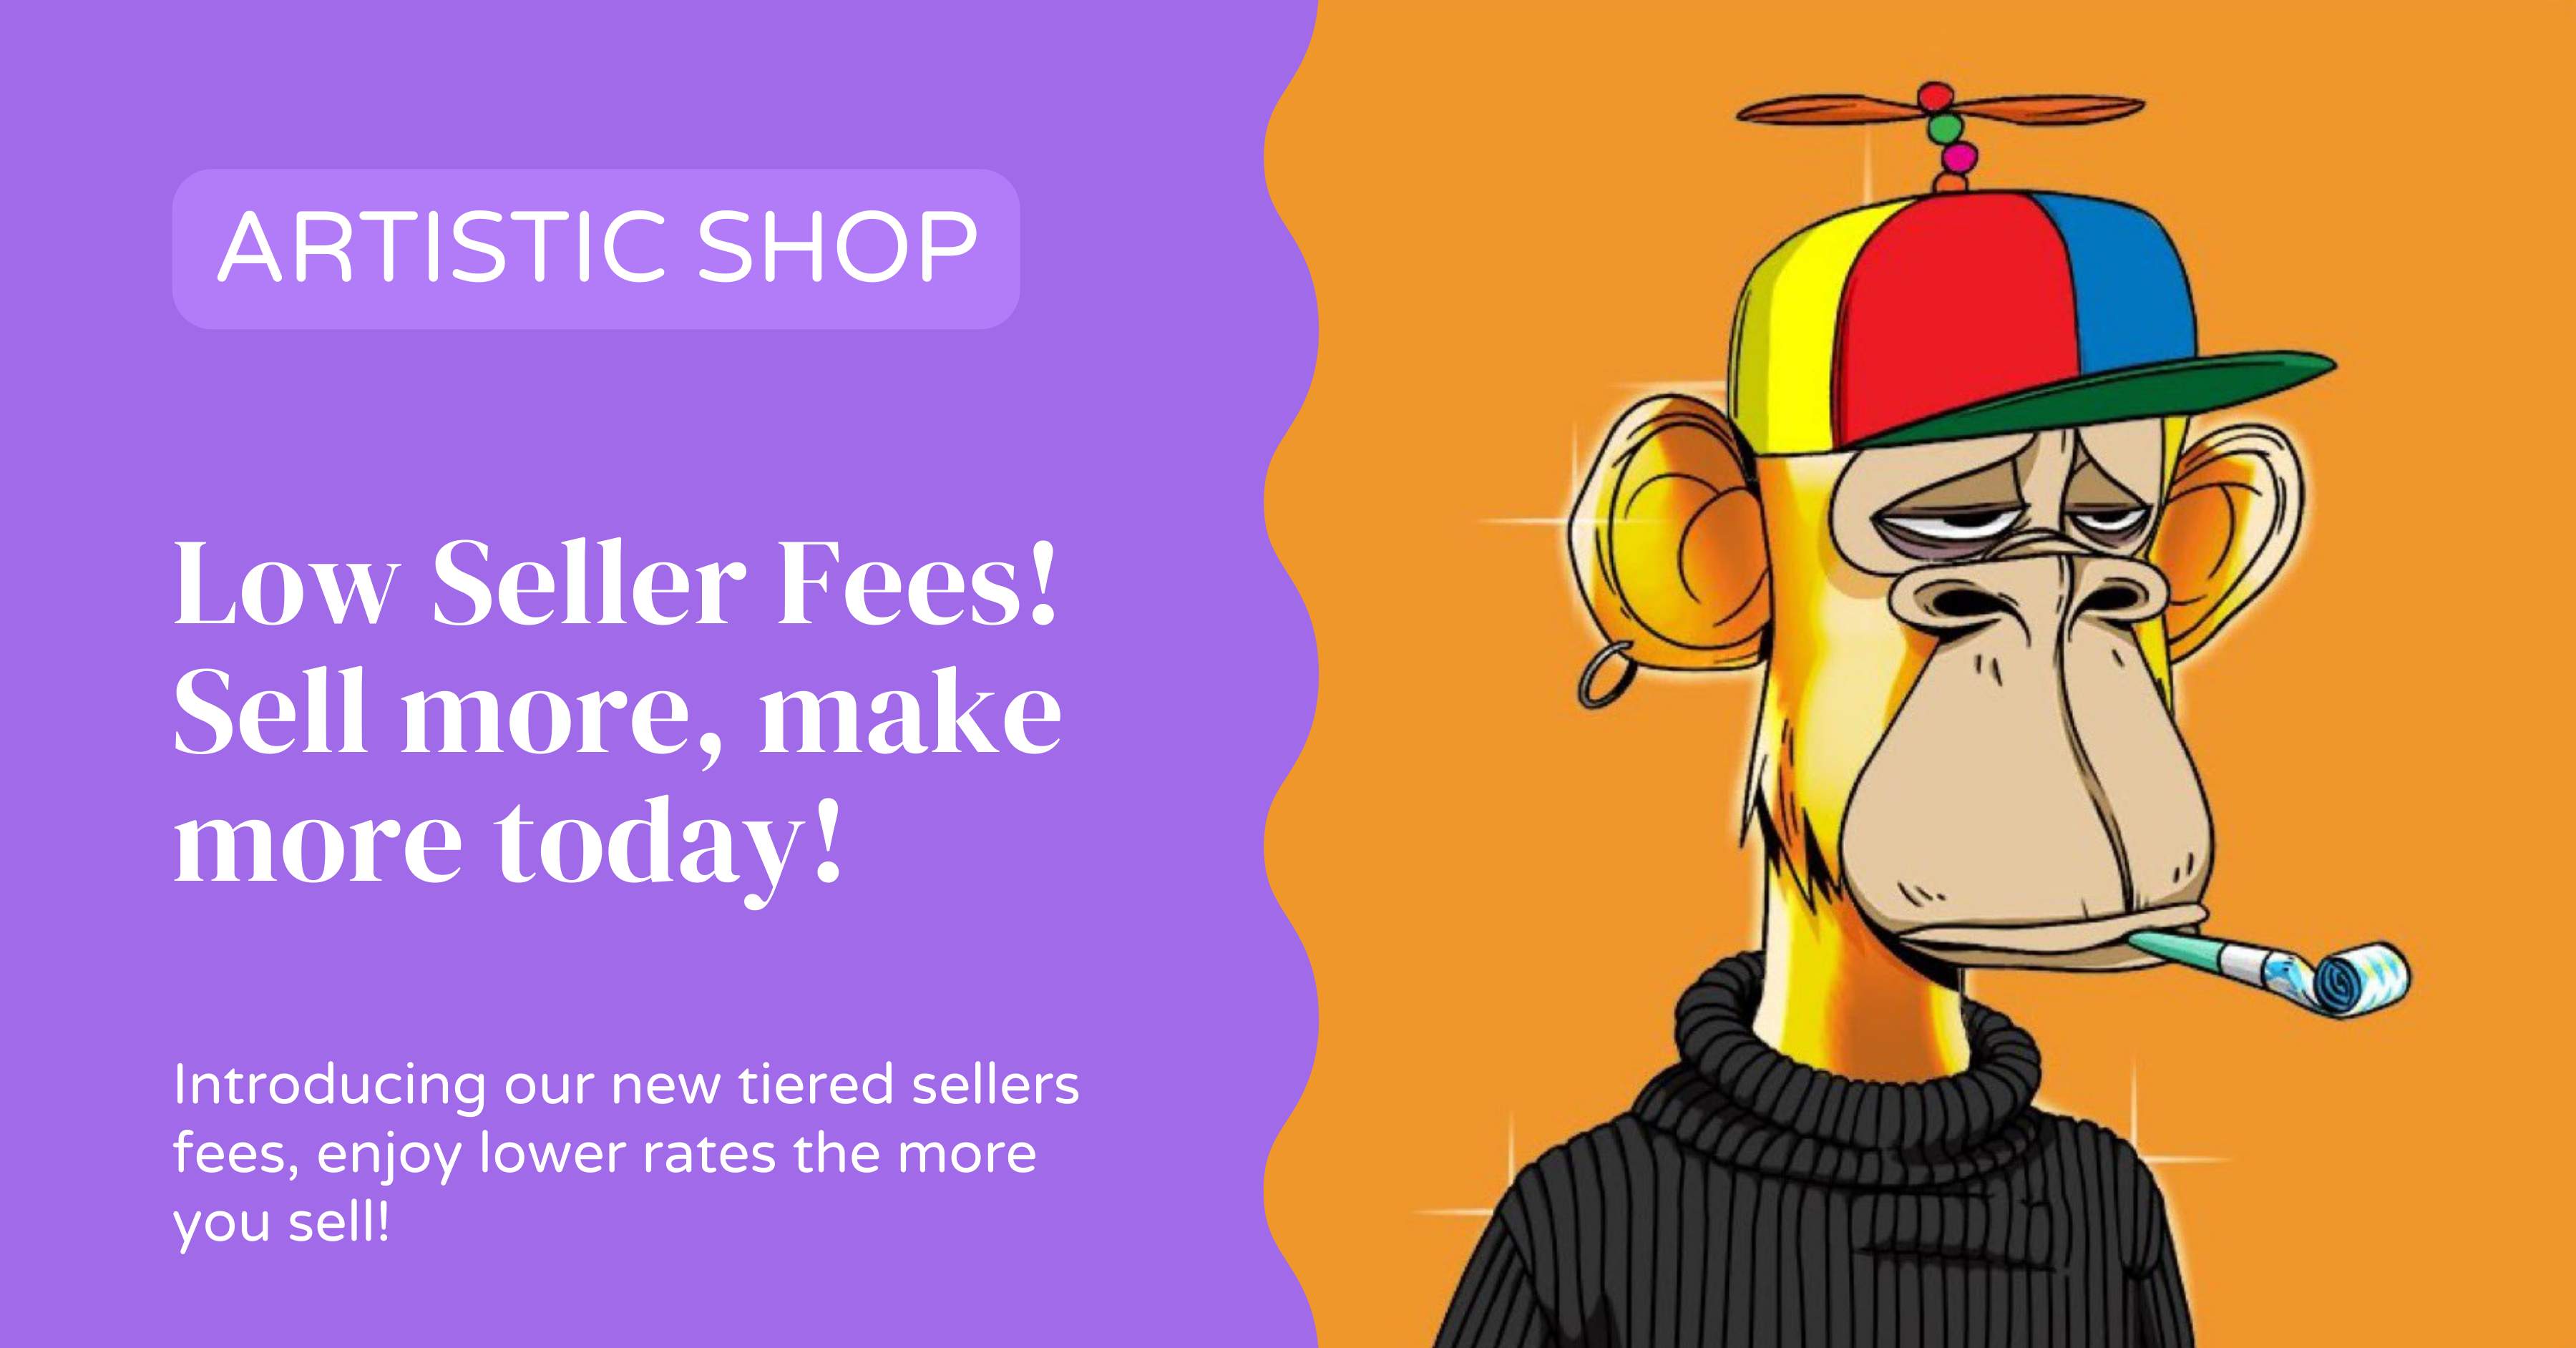 ARTISTIC SHOP
Low Seller Fees!
Sell more, make
more today!
Introducing our new tiered sellers
fees, enjoy lower rates the more
you sell!